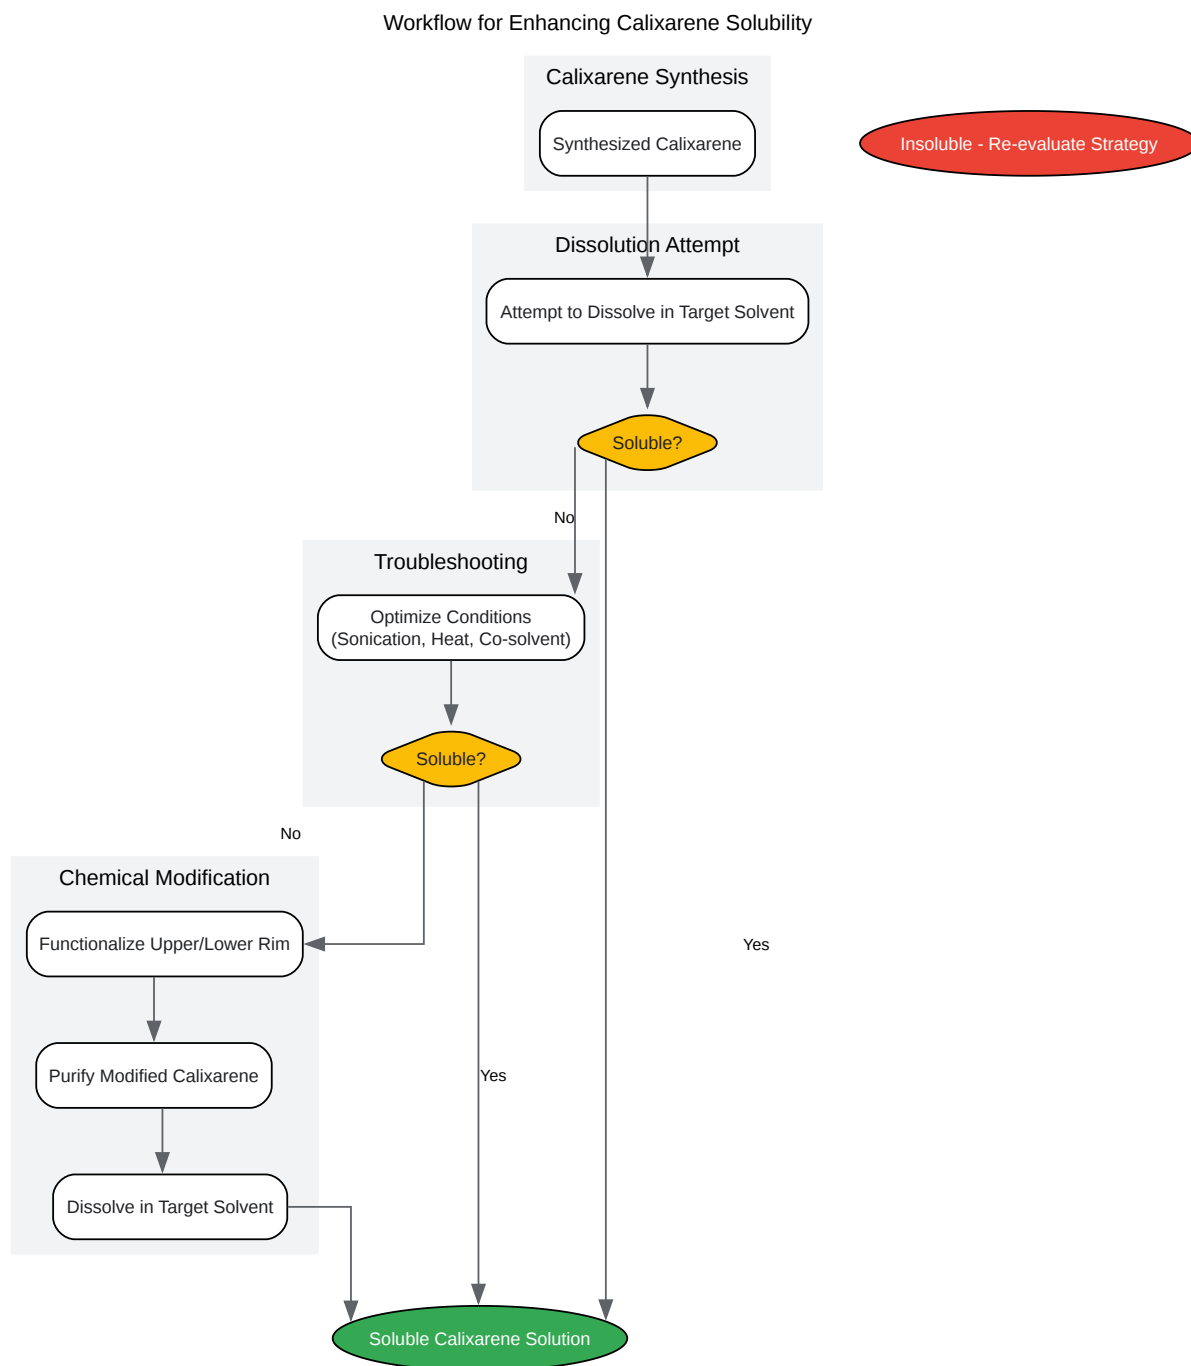 Workflow for Enhancing Calixarene Solubility
Calixarene Synthesis
Synthesized Calixarene
Insoluble - Re-evaluate Strategy
Dissolution Attempt
Attempt to Dissolve in Target Solvent
Soluble?
No
Troubleshooting
Optimize Conditions
(Sonication, Heat, Co-solvent)
Soluble?
No
Chemical Modification
Functionalize Upper/Lower Rim
Yes
Purify Modified Calixarene
Yes
Dissolve in Target Solvent
Soluble Calixarene Solution